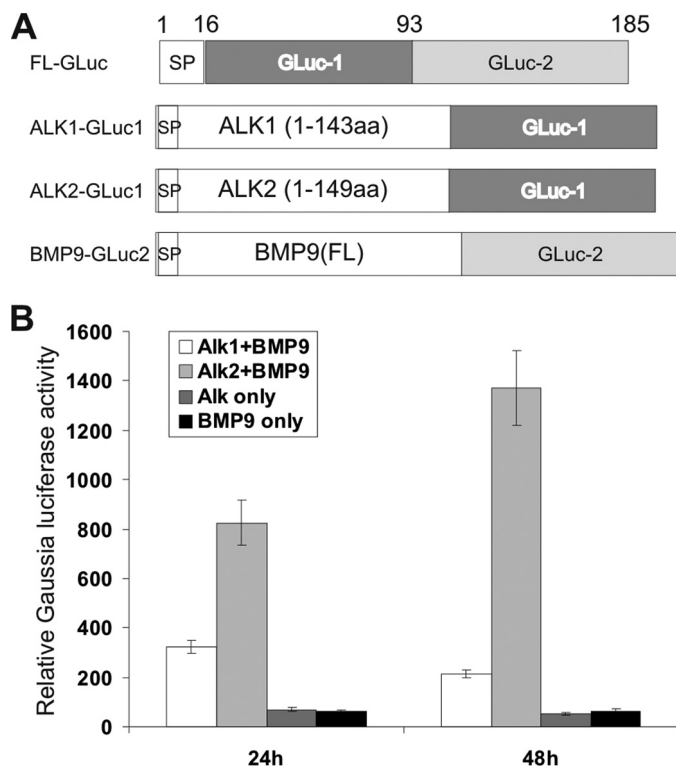 A
1 16 93 185
FL-GLuc SP GLuc-1 GLuc-2
ALK1-GLuc1 SP ALK1 (1-143aa) GLuc-1
ALK2-GLuc1 SP ALK2 (1-149aa) GLuc-1
BMP9-GLuc2 SP BMP9(FL) GLuc-2
B
Relative Gaussia luciferase activity
1600
1400
1200
1000
800
600
400
200
0
Alk1+BMP9
Alk2+BMP9
Alk only
BMP9 only
24h 48h